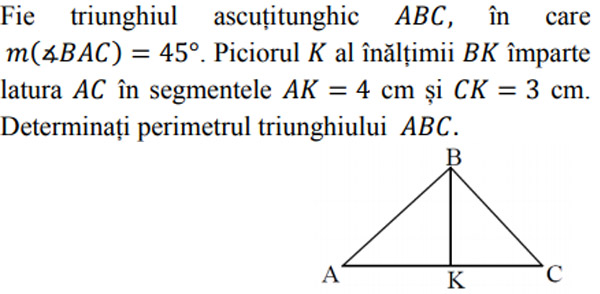 Fie triunghiul ascuțitunghic ABC, în care
m(∡BAC) = 45°. Piciorul K al înălțimii BK împarte
latura AC în segmentele AK = 4 cm și CK = 3 cm.
Determinați perimetrul triunghiului ABC.
B
A K C